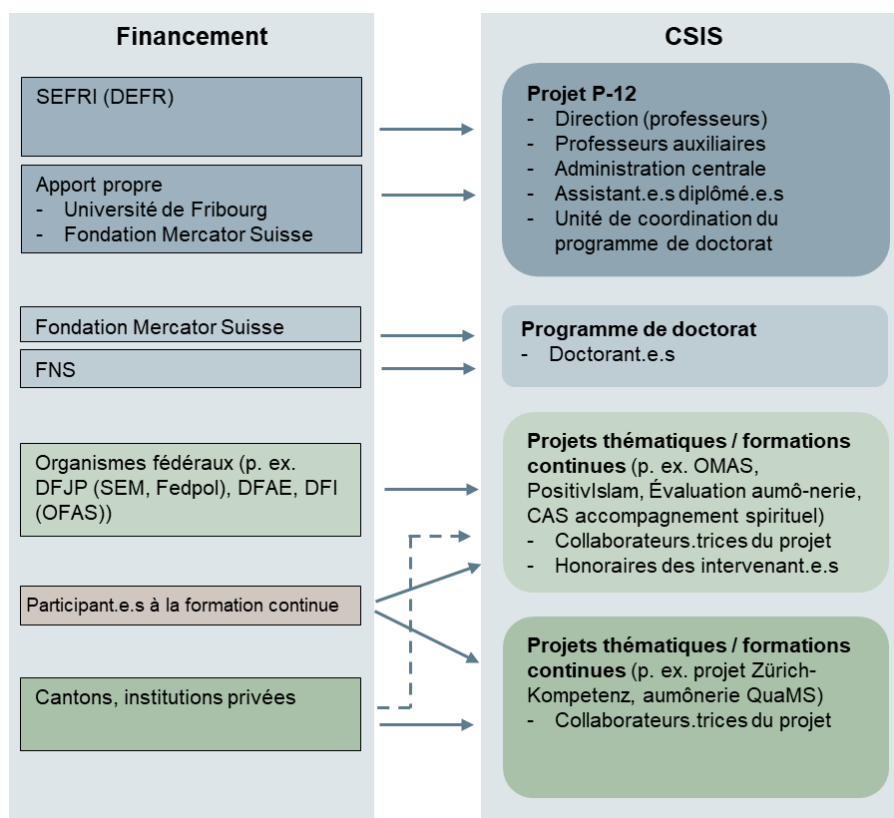 Financement
SEFRI (DEFR)
Apport propre
- Université de Fribourg
- Fondation Mercator Suisse
Fondation Mercator Suisse
FNS
Organismes fédéraux (p. ex.
DFJP (SEM, Fedpol), DFAE, DFI
(OFAS))
Participant.e.s à la formation continue
Cantons, institutions privées
CSIS
Projet P-12
- Direction (professeurs)
- Professeurs auxiliaires
- Administration centrale
- Assistant.e.s diplômé.e.s
- Unité de coordination du
programme de doctorat
Programme de doctorat
- Doctorant.e.s
Projets thématiques / formations
continues (p. ex. OMAS,
PositivIslam, Évaluation aumô-nerie,
CAS accompagnement spirituel)
- Collaborateurs.trices du projet
- Honoraires des intervenant.e.s
Projets thématiques / formations
continues (p. ex. projet Zürich-
Kompetenz, aumônerie QuaMS)
- Collaborateurs.trices du projet